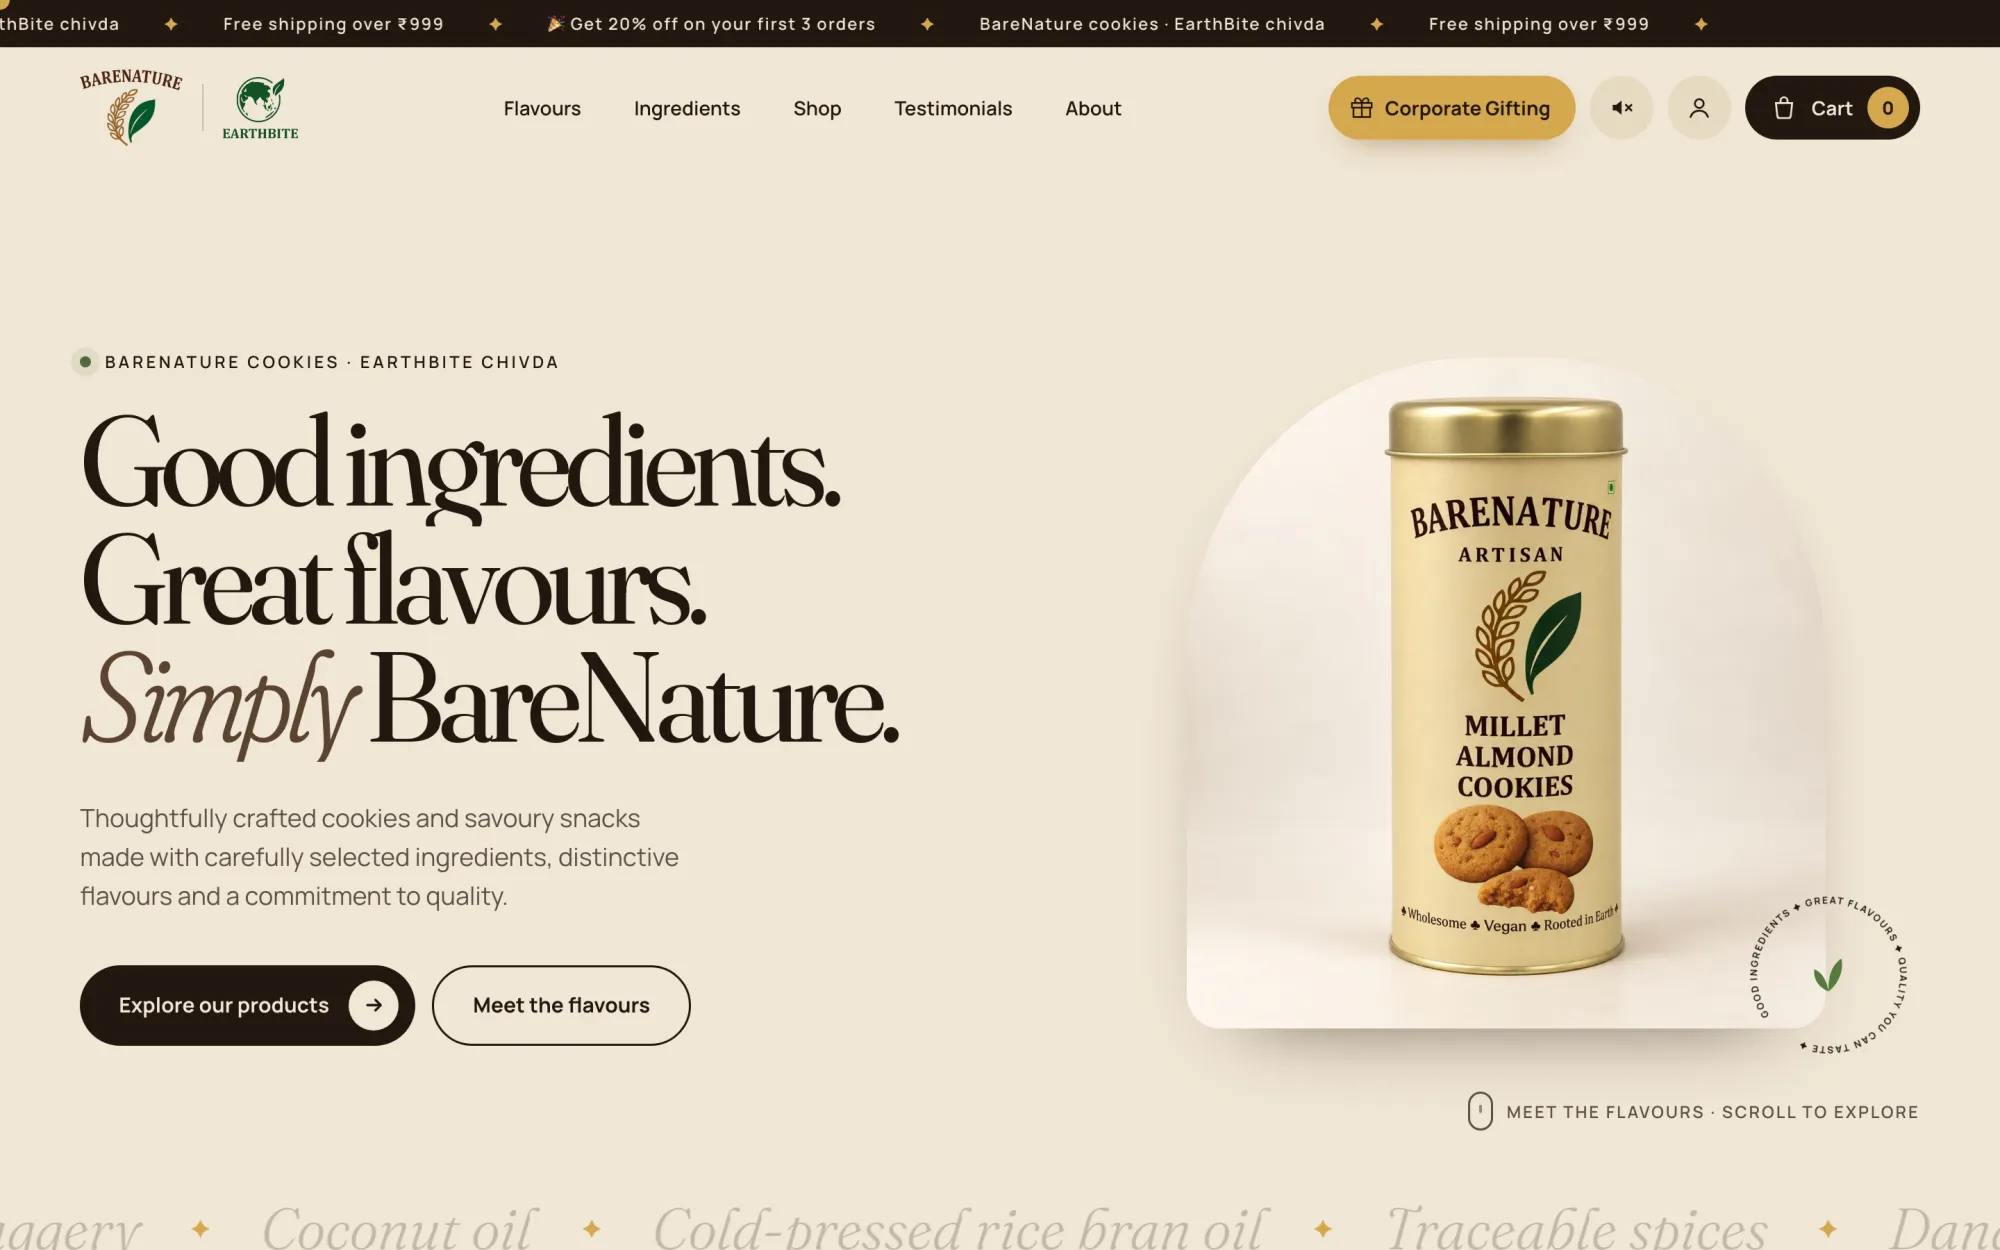 thBite chivda ✦ Free shipping over ₹999 ✦ 🎉 Get 20% off on your first 3 orders ✦ BareNature cookies · EarthBite chivda ✦ Free shipping over ₹999 ✦
BARENATURE
EARTHBITE
Flavours Ingredients Shop Testimonials About
Corporate Gifting
Cart 0
BARENATURE COOKIES · EARTHBITE CHIVDA
Good ingredients.
Great flavours.
Simply BareNature.
Thoughtfully crafted cookies and savoury snacks
made with carefully selected ingredients, distinctive
flavours and a commitment to quality.
Explore our products
Meet the flavours
BARENATURE
ARTISAN
MILLET
ALMOND
COOKIES
♣ Wholesome ♣ Vegan ♣ Rooted in Earth ♣
GOOD INGREDIENTS ✦ GREAT FLAVOURS ✦ QUALITY YOU CAN TASTE ✦
MEET THE FLAVOURS · SCROLL TO EXPLORE
aggery ✦ Coconut oil ✦ Cold-pressed rice bran oil ✦ Traceable spices ✦ Dan